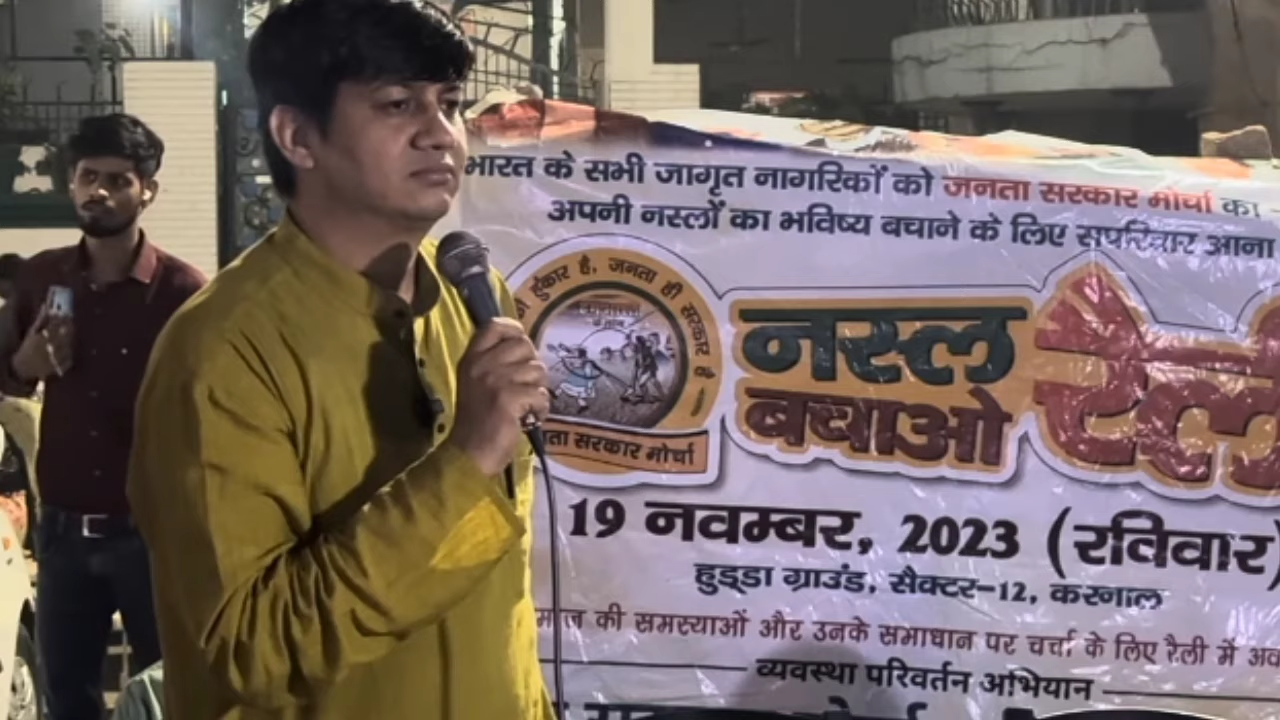 भारत के सभी जागृत नागरिकों को जनता सरकार मोर्चा का
अपनी नस्लों का भविष्य बचाने के लिए सपरिवार आना
हुंकार है, जनता ही सरकार है
सरकार मोर्चा
नस्ल
बचाओ
रैली
19 नवम्बर, 2023 (रविवार)
हुड्डा ग्राउंड, सैक्टर-12, करनाल
की समस्याओं और उनके समाधान पर चर्चा के लिए रैली में
व्यवस्था परिवर्तन अभियान